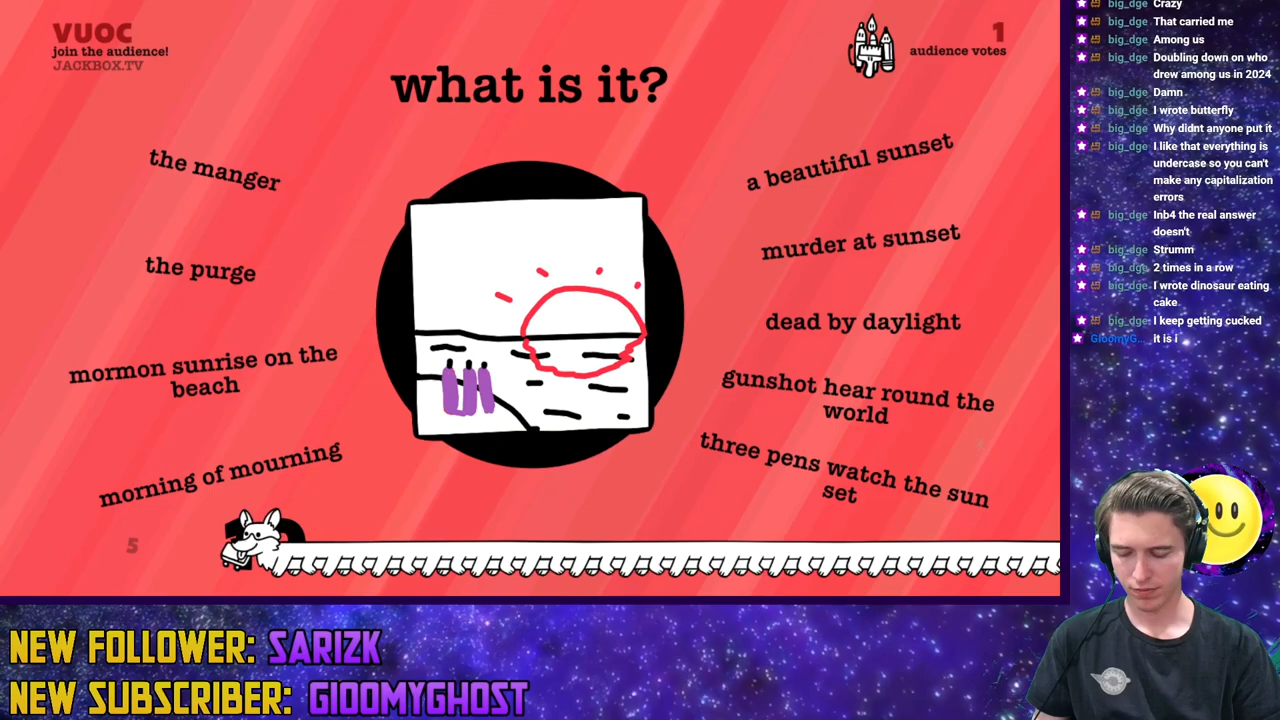 VUOC
join the audience!
JACKBOX.TV
1
audience votes
what is it?
the manger
the purge
mormon sunrise on the
beach
morning of mourning
a beautiful sunset
murder at sunset
dead by daylight
gunshot hear round the
world
three pens watch the sun
set
5
NEW FOLLOWER: SARIZK
NEW SUBSCRIBER: GIOOMYGHOST
big_dge Crazy
big_dge That carried me
big_dge Among us
big_dge Doubling down on who
drew among us in 2024
big_dge Damn
big_dge I wrote butterfly
big_dge Why didnt anyone put it
big_dge I like that everything is
undercase so you can't
make any capitalization
errors
big_dge Inb4 the real answer
doesn't
big_dge Strumm
big_dge 2 times in a row
big_dge I wrote dinosaur eating
cake
big_dge I keep getting cucked
GIoomyG... It is i